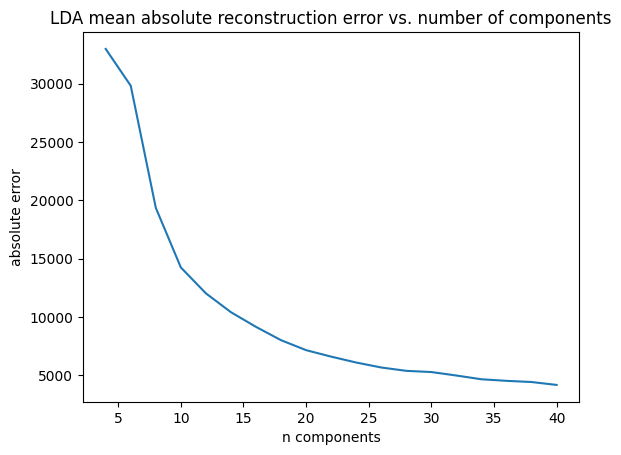 LDA mean absolute reconstruction error vs. number of components
30000
25000
20000
15000
10000
5000
absolute error
5 10 15 20 25 30 35 40
n components